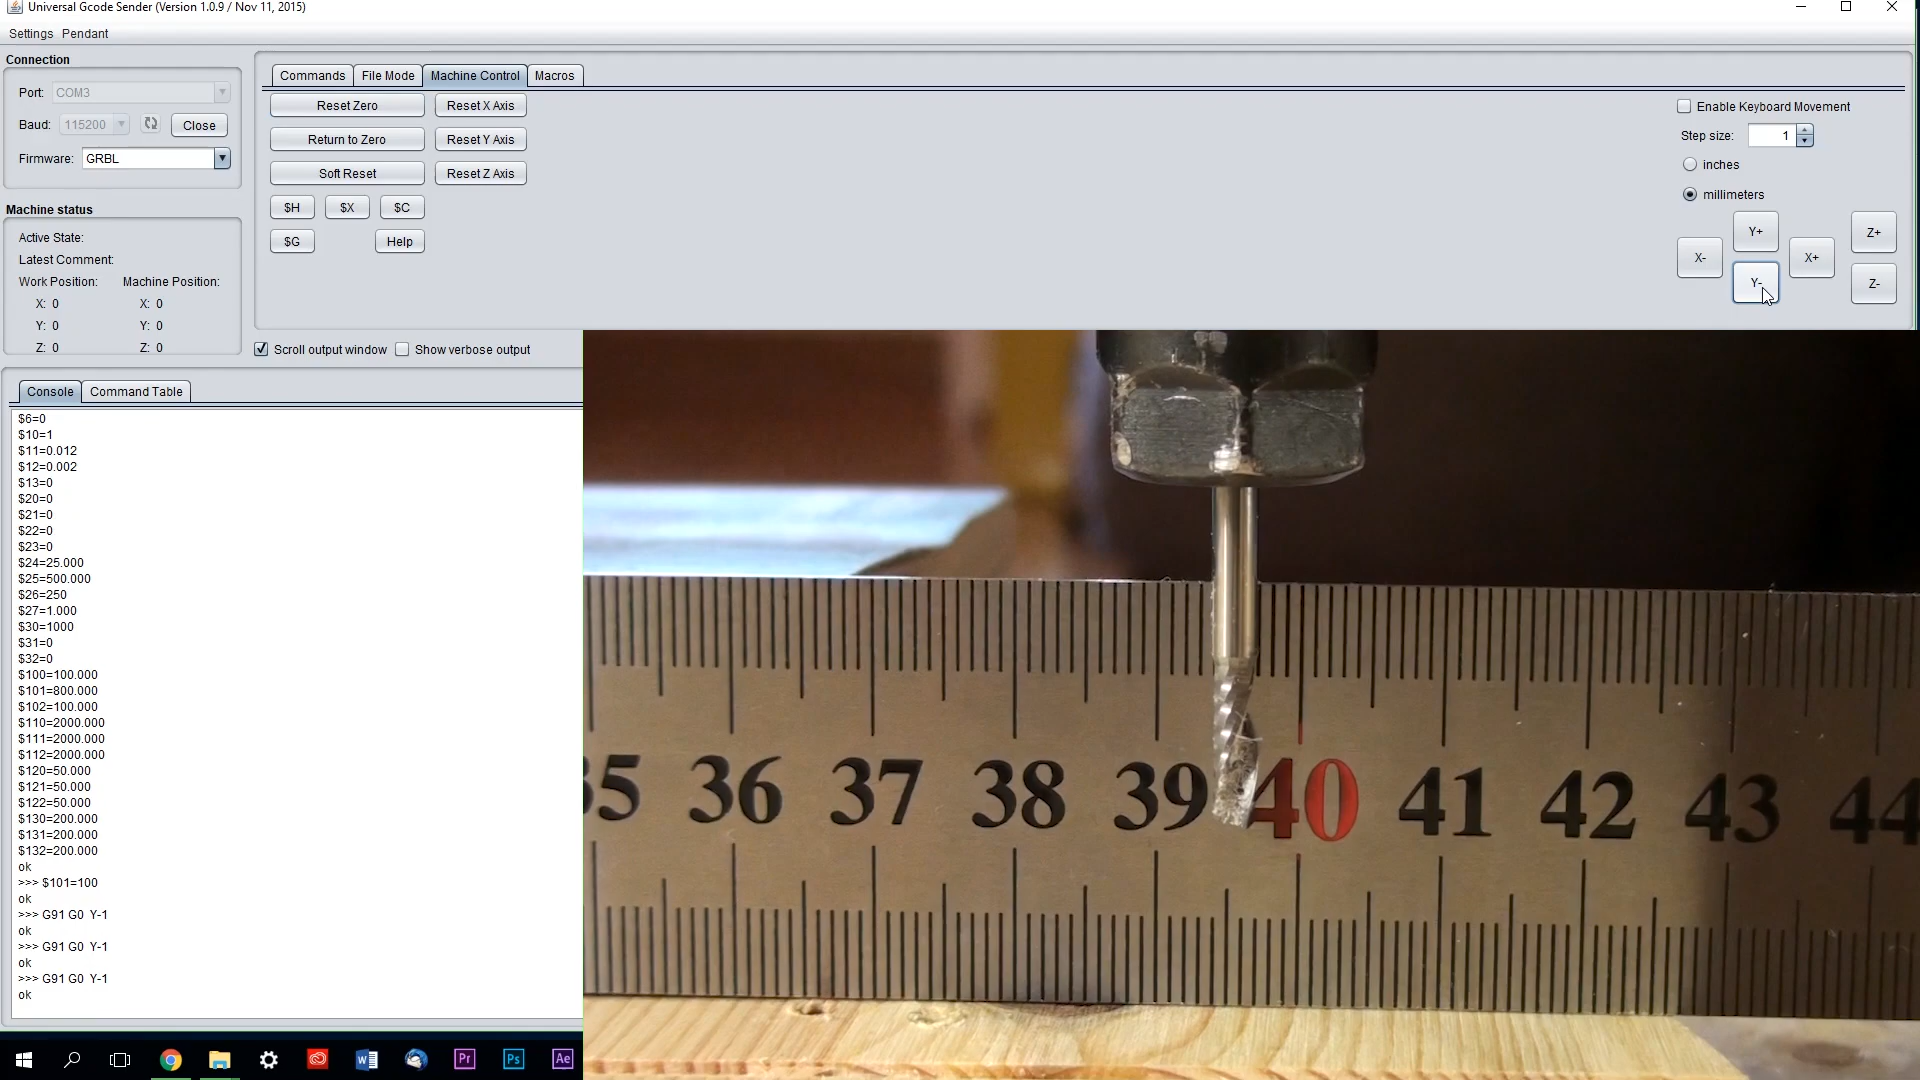 Universal Gcode Sender (Version 1.0.9 / Nov 11, 2015)
Settings Pendant
Connection
Port: COM3
Baud: 115200 Close
Firmware: GRBL
Machine status
Active State:
Latest Comment:
Work Position: Machine Position:
X: 0 X: 0
Y: 0 Y: 0
Z: 0 Z: 0
Commands File Mode Machine Control Macros
Reset Zero Reset X Axis
Return to Zero Reset Y Axis
Soft Reset Reset Z Axis
$H $X $C
$G Help
Enable Keyboard Movement
Step size: 1
inches
millimeters
Y+
X- X+
Y-
Z+
Z-
Scroll output window Show verbose output
Console Command Table
$6=0
$10=1
$11=0.012
$12=0.002
$13=0
$20=0
$21=0
$22=0
$23=0
$24=25.000
$25=500.000
$26=250
$27=1.000
$30=1000
$31=0
$32=0
$100=100.000
$101=800.000
$102=100.000
$110=2000.000
$111=2000.000
$112=2000.000
$120=50.000
$121=50.000
$122=50.000
$130=200.000
$131=200.000
$132=200.000
ok
>>> $101=100
ok
>>> G91 G0 Y-1
ok
>>> G91 G0 Y-1
ok
>>> G91 G0 Y-1
ok
35 36 37 38 39 40 41 42 43 44
Pr Ps Ae